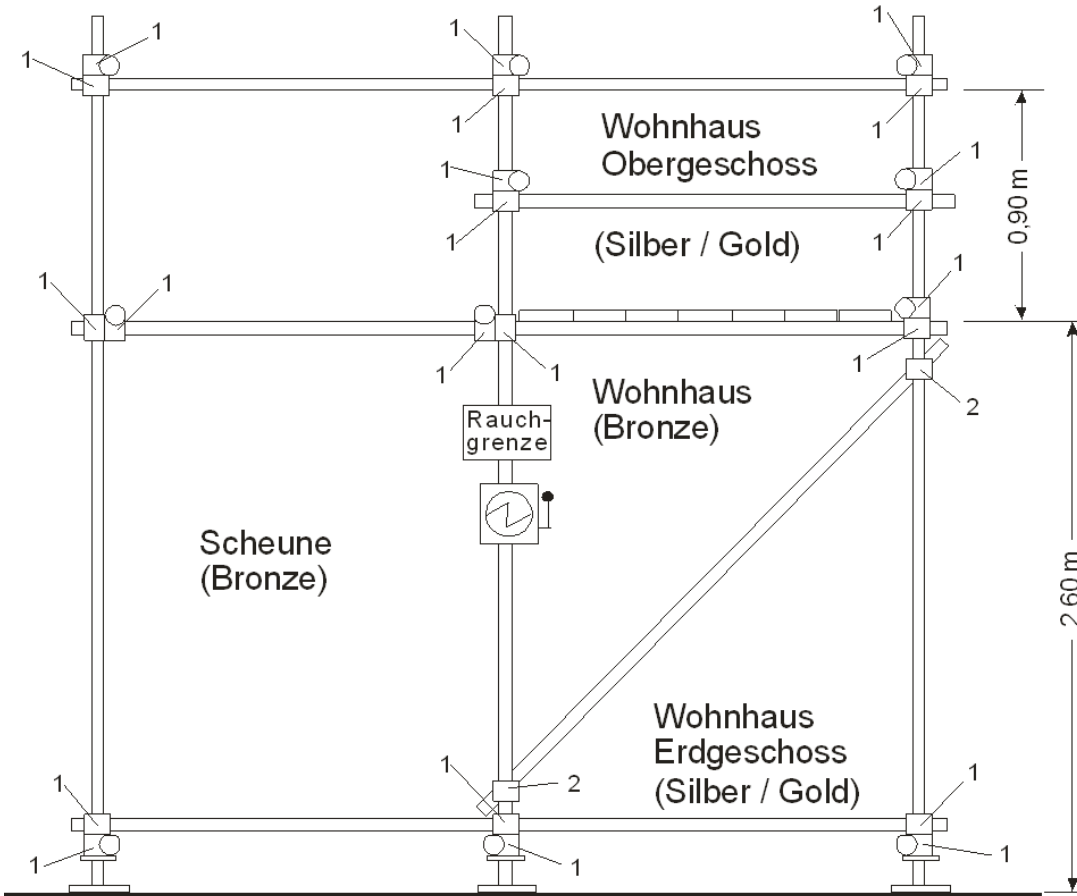 1
1
1
1
1
1
1
1
Wohnhaus
Obergeschoss
1
1
1
1
(Silber / Gold)
0,90 m
1
1
1
1
1
1
Wohnhaus
(Bronze)
2
Rauch-
grenze
Scheune
(Bronze)
2,60 m
Wohnhaus
Erdgeschoss
(Silber / Gold)
1
1
2
1
1
1
1